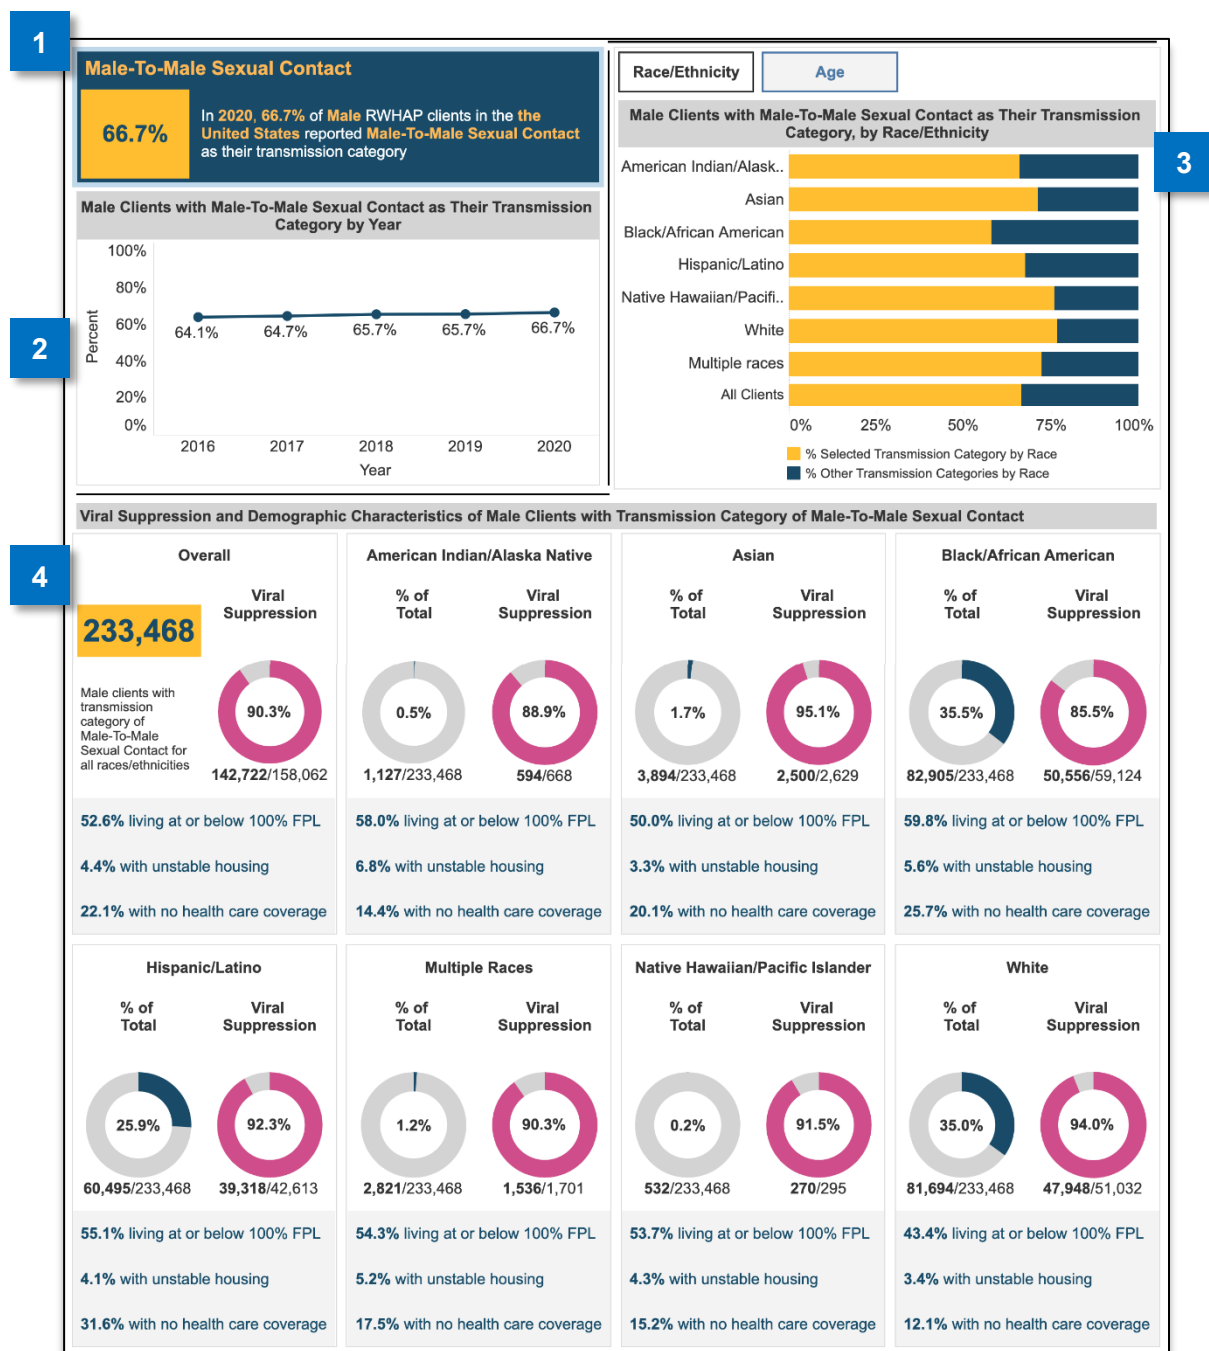 1
Male-To-Male Sexual Contact
66.7%
In 2020, 66.7% of Male RWHAP clients in the the
United States reported Male-To-Male Sexual Contact
as their transmission category
2
Male Clients with Male-To-Male Sexual Contact as Their Transmission
Category by Year
100%
80%
60%
40%
20%
0%
Percent
64.1%
64.7%
65.7%
65.7%
66.7%
2016
2017
2018
2019
2020
Year
3
Race/Ethnicity
Age
Male Clients with Male-To-Male Sexual Contact as Their Transmission
Category, by Race/Ethnicity
American Indian/Alask..
Asian
Black/African American
Hispanic/Latino
Native Hawaiian/Pacifi..
White
Multiple races
All Clients
0%
25%
50%
75%
100%
% Selected Transmission Category by Race
% Other Transmission Categories by Race
4
Viral Suppression and Demographic Characteristics of Male Clients with Transmission Category of Male-To-Male Sexual Contact
Overall
233,468
Male clients with
transmission
category of
Male-To-Male
Sexual Contact for
all races/ethnicities
Viral
Suppression
90.3%
142,722/158,062
52.6% living at or below 100% FPL
4.4% with unstable housing
22.1% with no health care coverage
American Indian/Alaska Native
% of
Total
0.5%
1,127/233,468
Viral
Suppression
88.9%
594/668
58.0% living at or below 100% FPL
6.8% with unstable housing
14.4% with no health care coverage
Asian
% of
Total
1.7%
3,894/233,468
Viral
Suppression
95.1%
2,500/2,629
50.0% living at or below 100% FPL
3.3% with unstable housing
20.1% with no health care coverage
Black/African American
% of
Total
35.5%
82,905/233,468
Viral
Suppression
85.5%
50,556/59,124
59.8% living at or below 100% FPL
5.6% with unstable housing
25.7% with no health care coverage
Hispanic/Latino
% of
Total
25.9%
60,495/233,468
Viral
Suppression
92.3%
39,318/42,613
55.1% living at or below 100% FPL
4.1% with unstable housing
31.6% with no health care coverage
Multiple Races
% of
Total
1.2%
2,821/233,468
Viral
Suppression
90.3%
1,536/1,701
54.3% living at or below 100% FPL
5.2% with unstable housing
17.5% with no health care coverage
Native Hawaiian/Pacific Islander
% of
Total
0.2%
532/233,468
Viral
Suppression
91.5%
270/295
53.7% living at or below 100% FPL
4.3% with unstable housing
15.2% with no health care coverage
White
% of
Total
35.0%
81,694/233,468
Viral
Suppression
94.0%
47,948/51,032
43.4% living at or below 100% FPL
3.4% with unstable housing
12.1% with no health care coverage